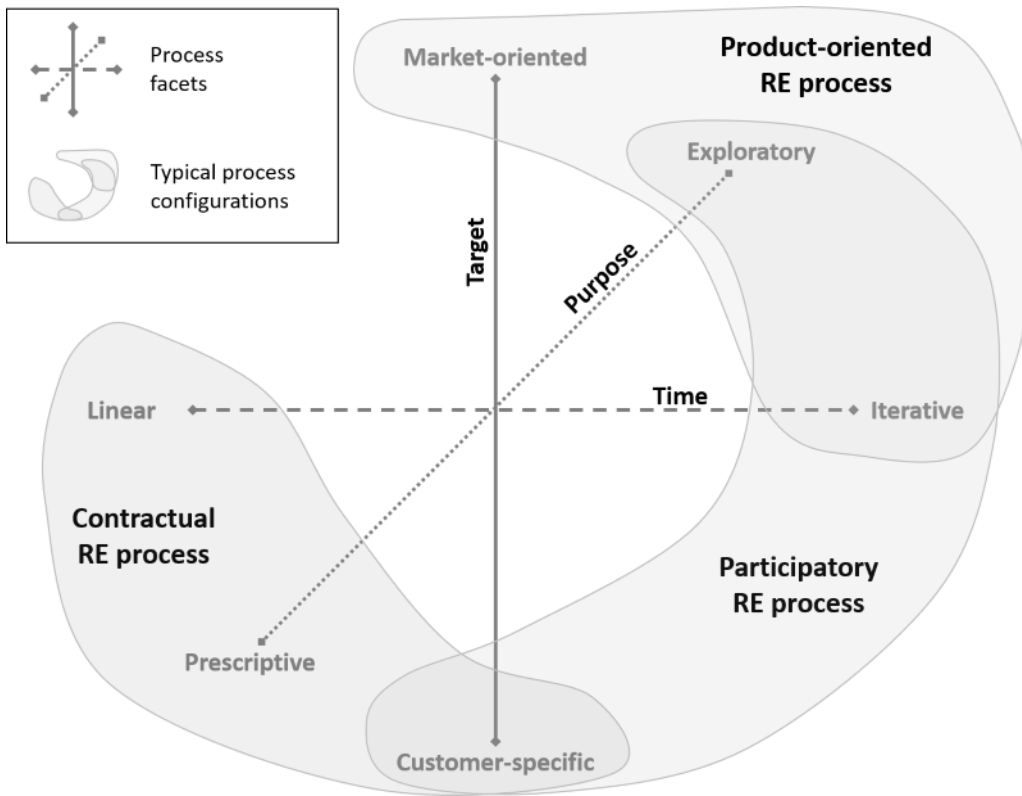 Process
facets
Typical process
configurations
Market-oriented
Product-oriented
RE process
Exploratory
Target
Purpose
Linear
Time
Iterative
Contractual
RE process
Participatory
RE process
Prescriptive
Customer-specific